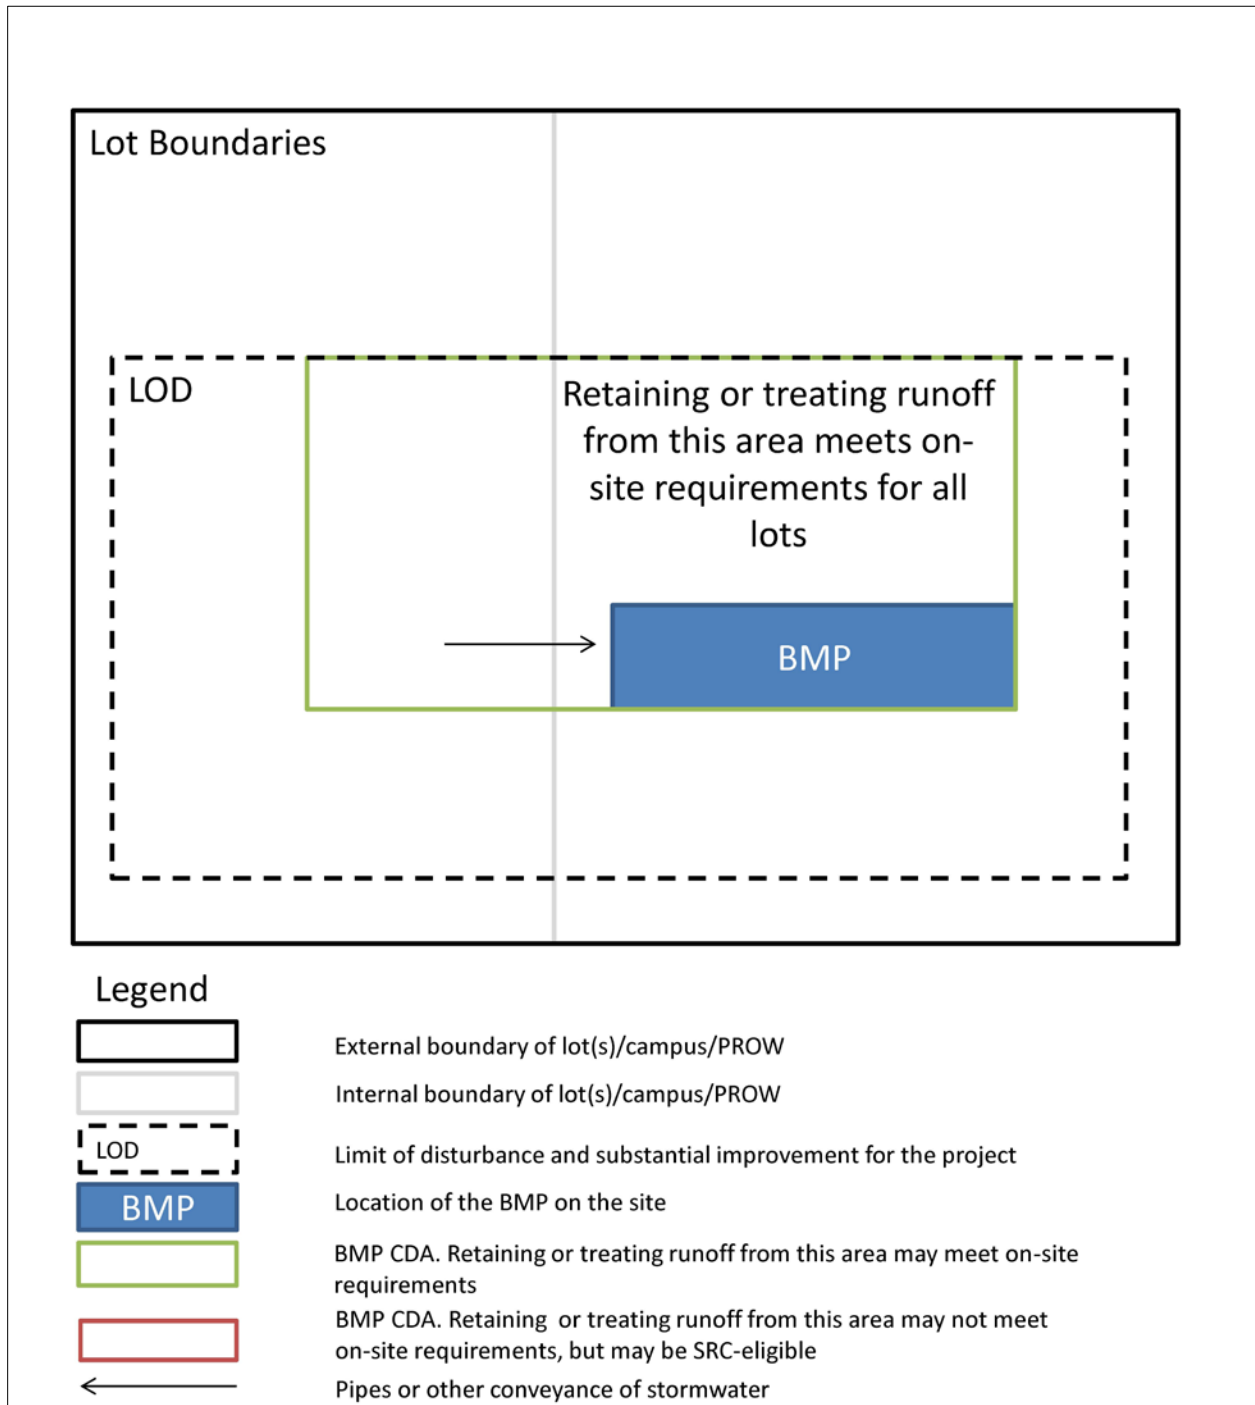 Lot Boundaries
LOD
Retaining or treating runoff
from this area meets on-
site requirements for all
lots
BMP
Legend
External boundary of lot(s)/campus/PROW
Internal boundary of lot(s)/campus/PROW
LOD
Limit of disturbance and substantial improvement for the project
BMP
Location of the BMP on the site
BMP CDA. Retaining or treating runoff from this area may meet on-site
requirements
BMP CDA. Retaining or treating runoff from this area may not meet
on-site requirements, but may be SRC-eligible
Pipes or other conveyance of stormwater